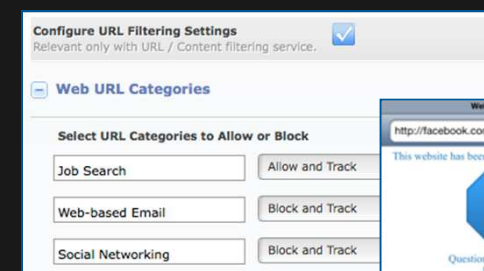 Configure URL Filtering Settings
Relevant only with URL / Content filtering service.
Web URL Categories
Select URL Categories to Allow or Block
Job Search
Allow and Track
Web-based Email
Block and Track
Social Networking
Block and Track
http://facebook.co
This website has